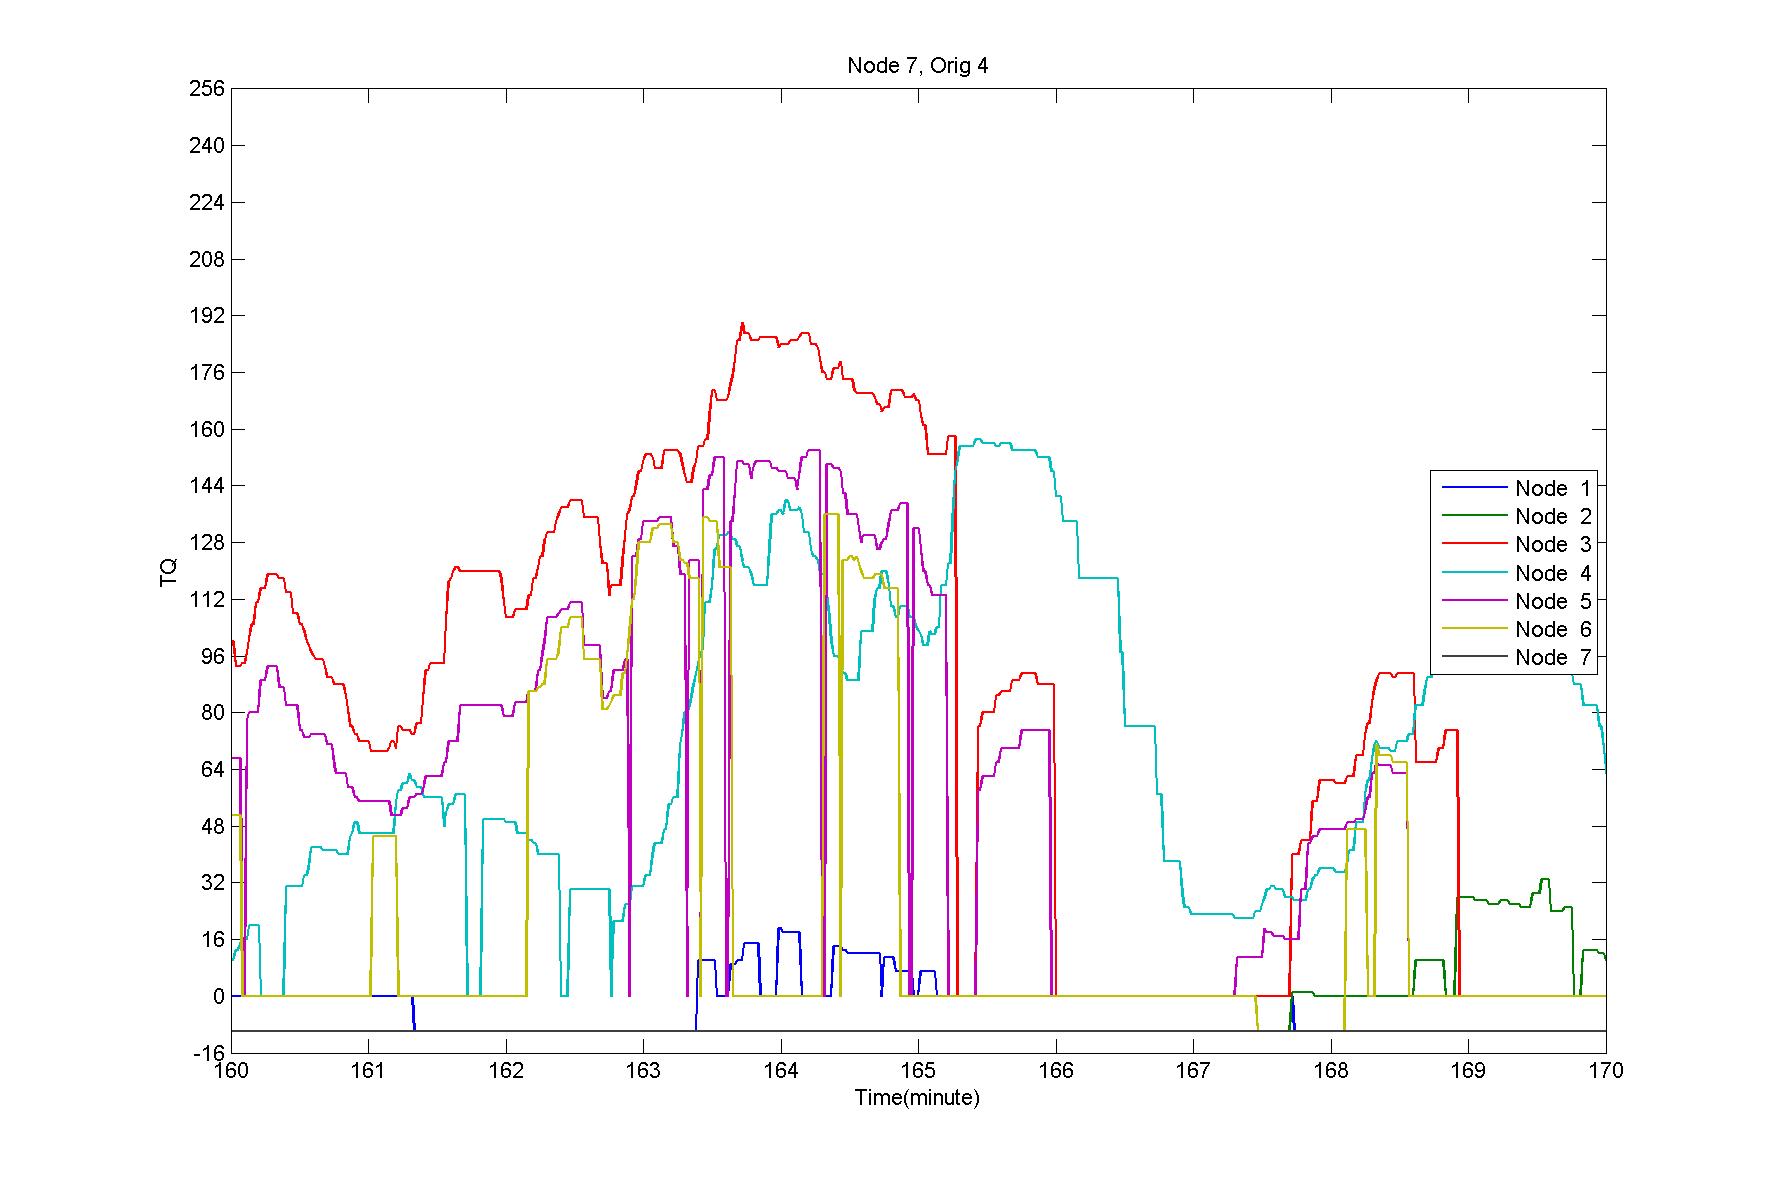 Node 7, Orig 4
256
240
224
208
192
176
160
144
128
112
96
80
64
48
32
16
0
-16
TQ
160 161 162 163 164 165 166 167 168 169 170
Time(minute)
Node 1
Node 2
Node 3
Node 4
Node 5
Node 6
Node 7